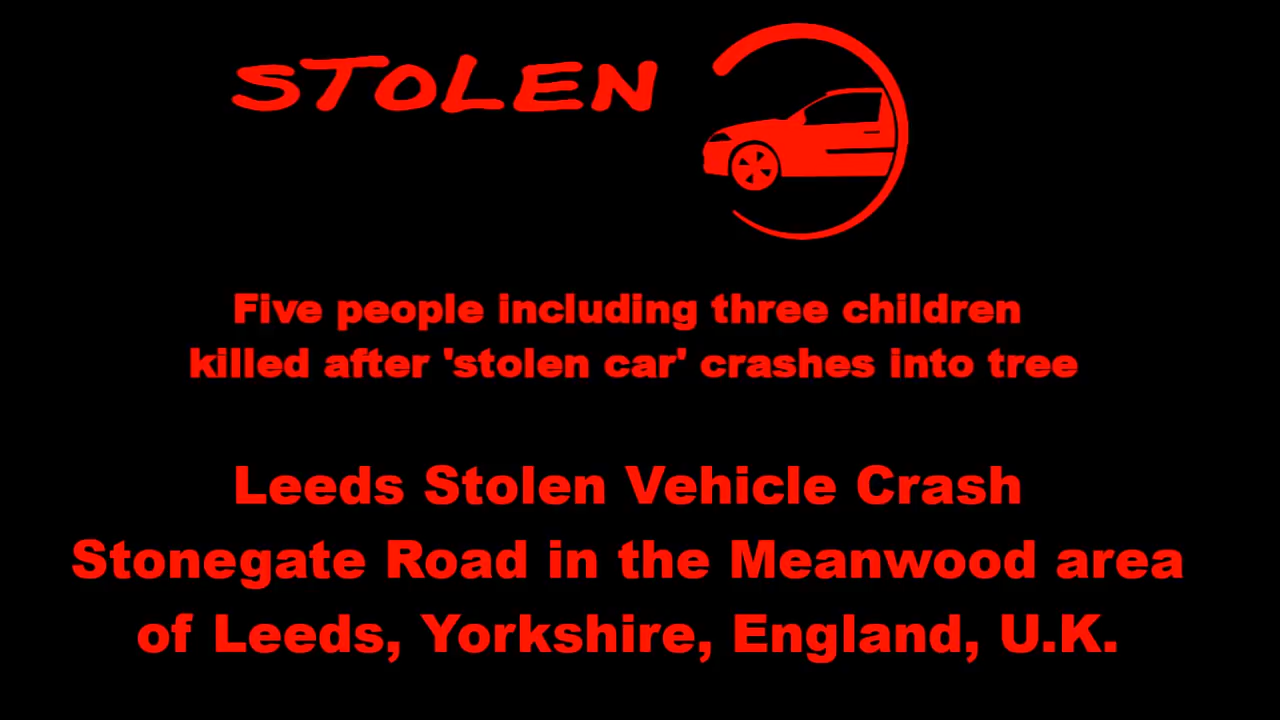 STOLEN
Five people including three children
killed after 'stolen car' crashes into tree
Leeds Stolen Vehicle Crash
Stonegate Road in the Meanwood area
of Leeds, Yorkshire, England, U.K.